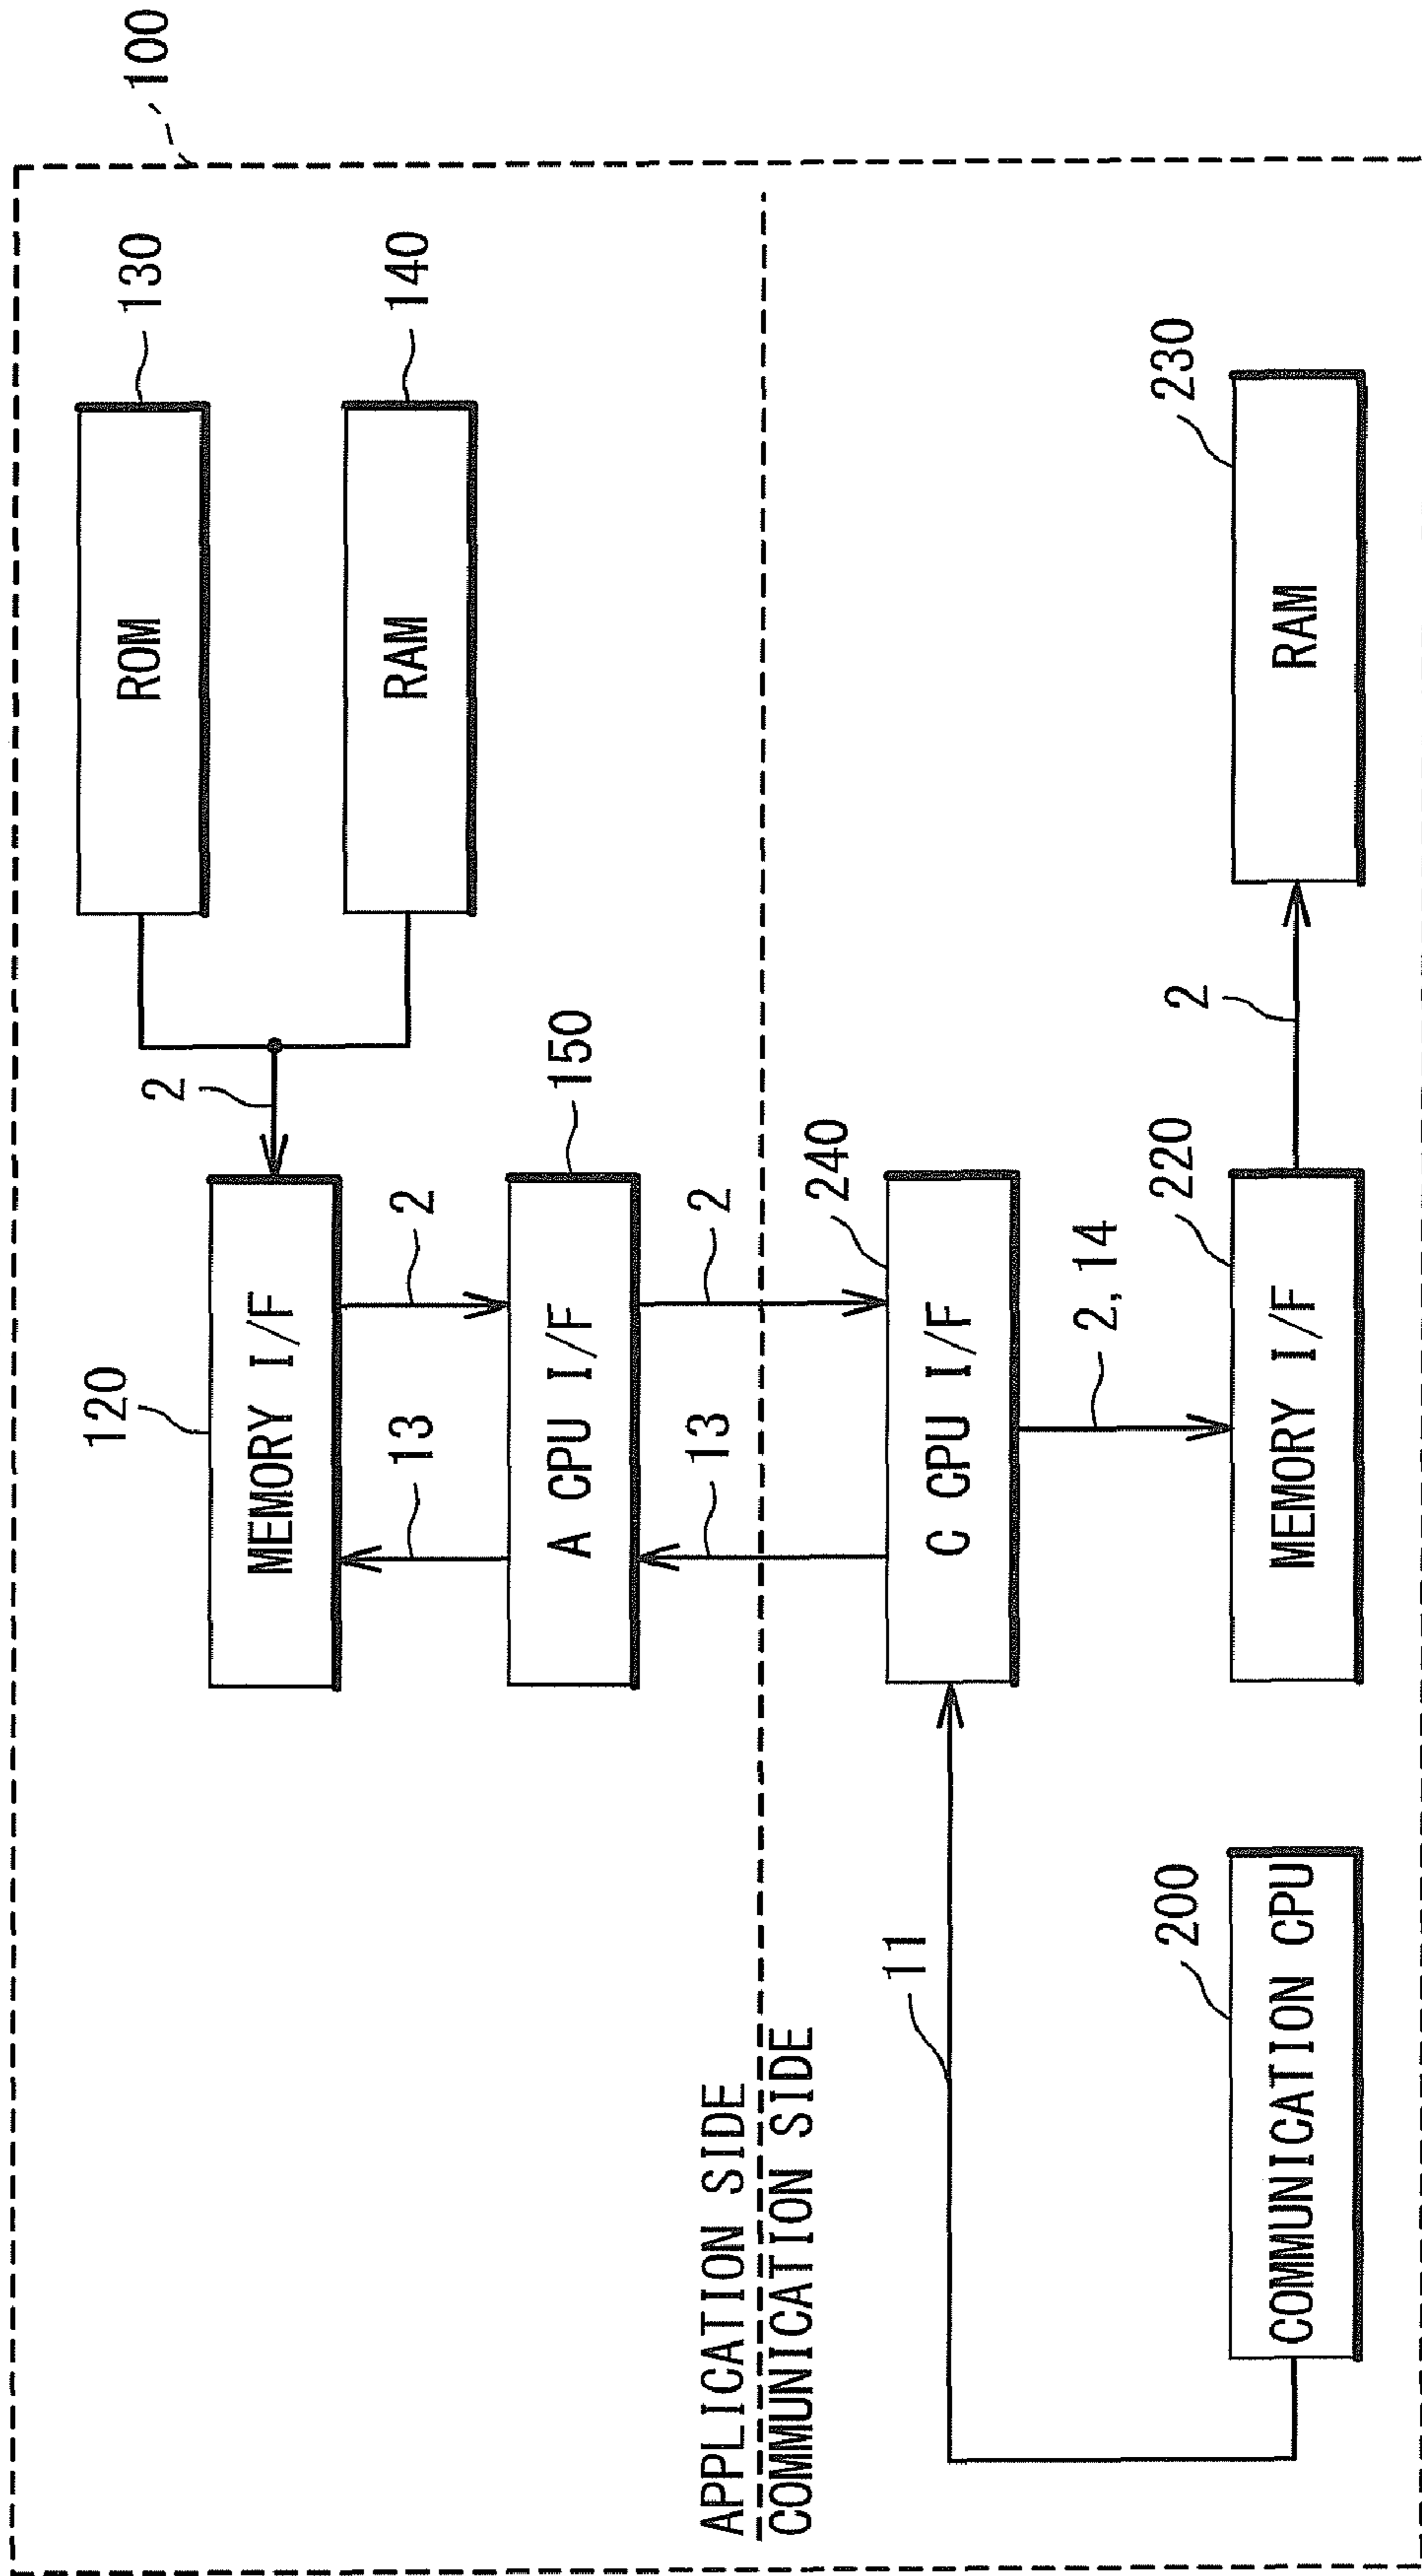 100
ROM
130
RAM
140
2
120
MEMORY I/F
13
2
A CPU I/F
150
13
2
APPLICATION SIDE
COMMUNICATION SIDE
11
C CPU I/F
240
2, 14
200
COMMUNICATION CPU
MEMORY I/F
220
2
RAM
230